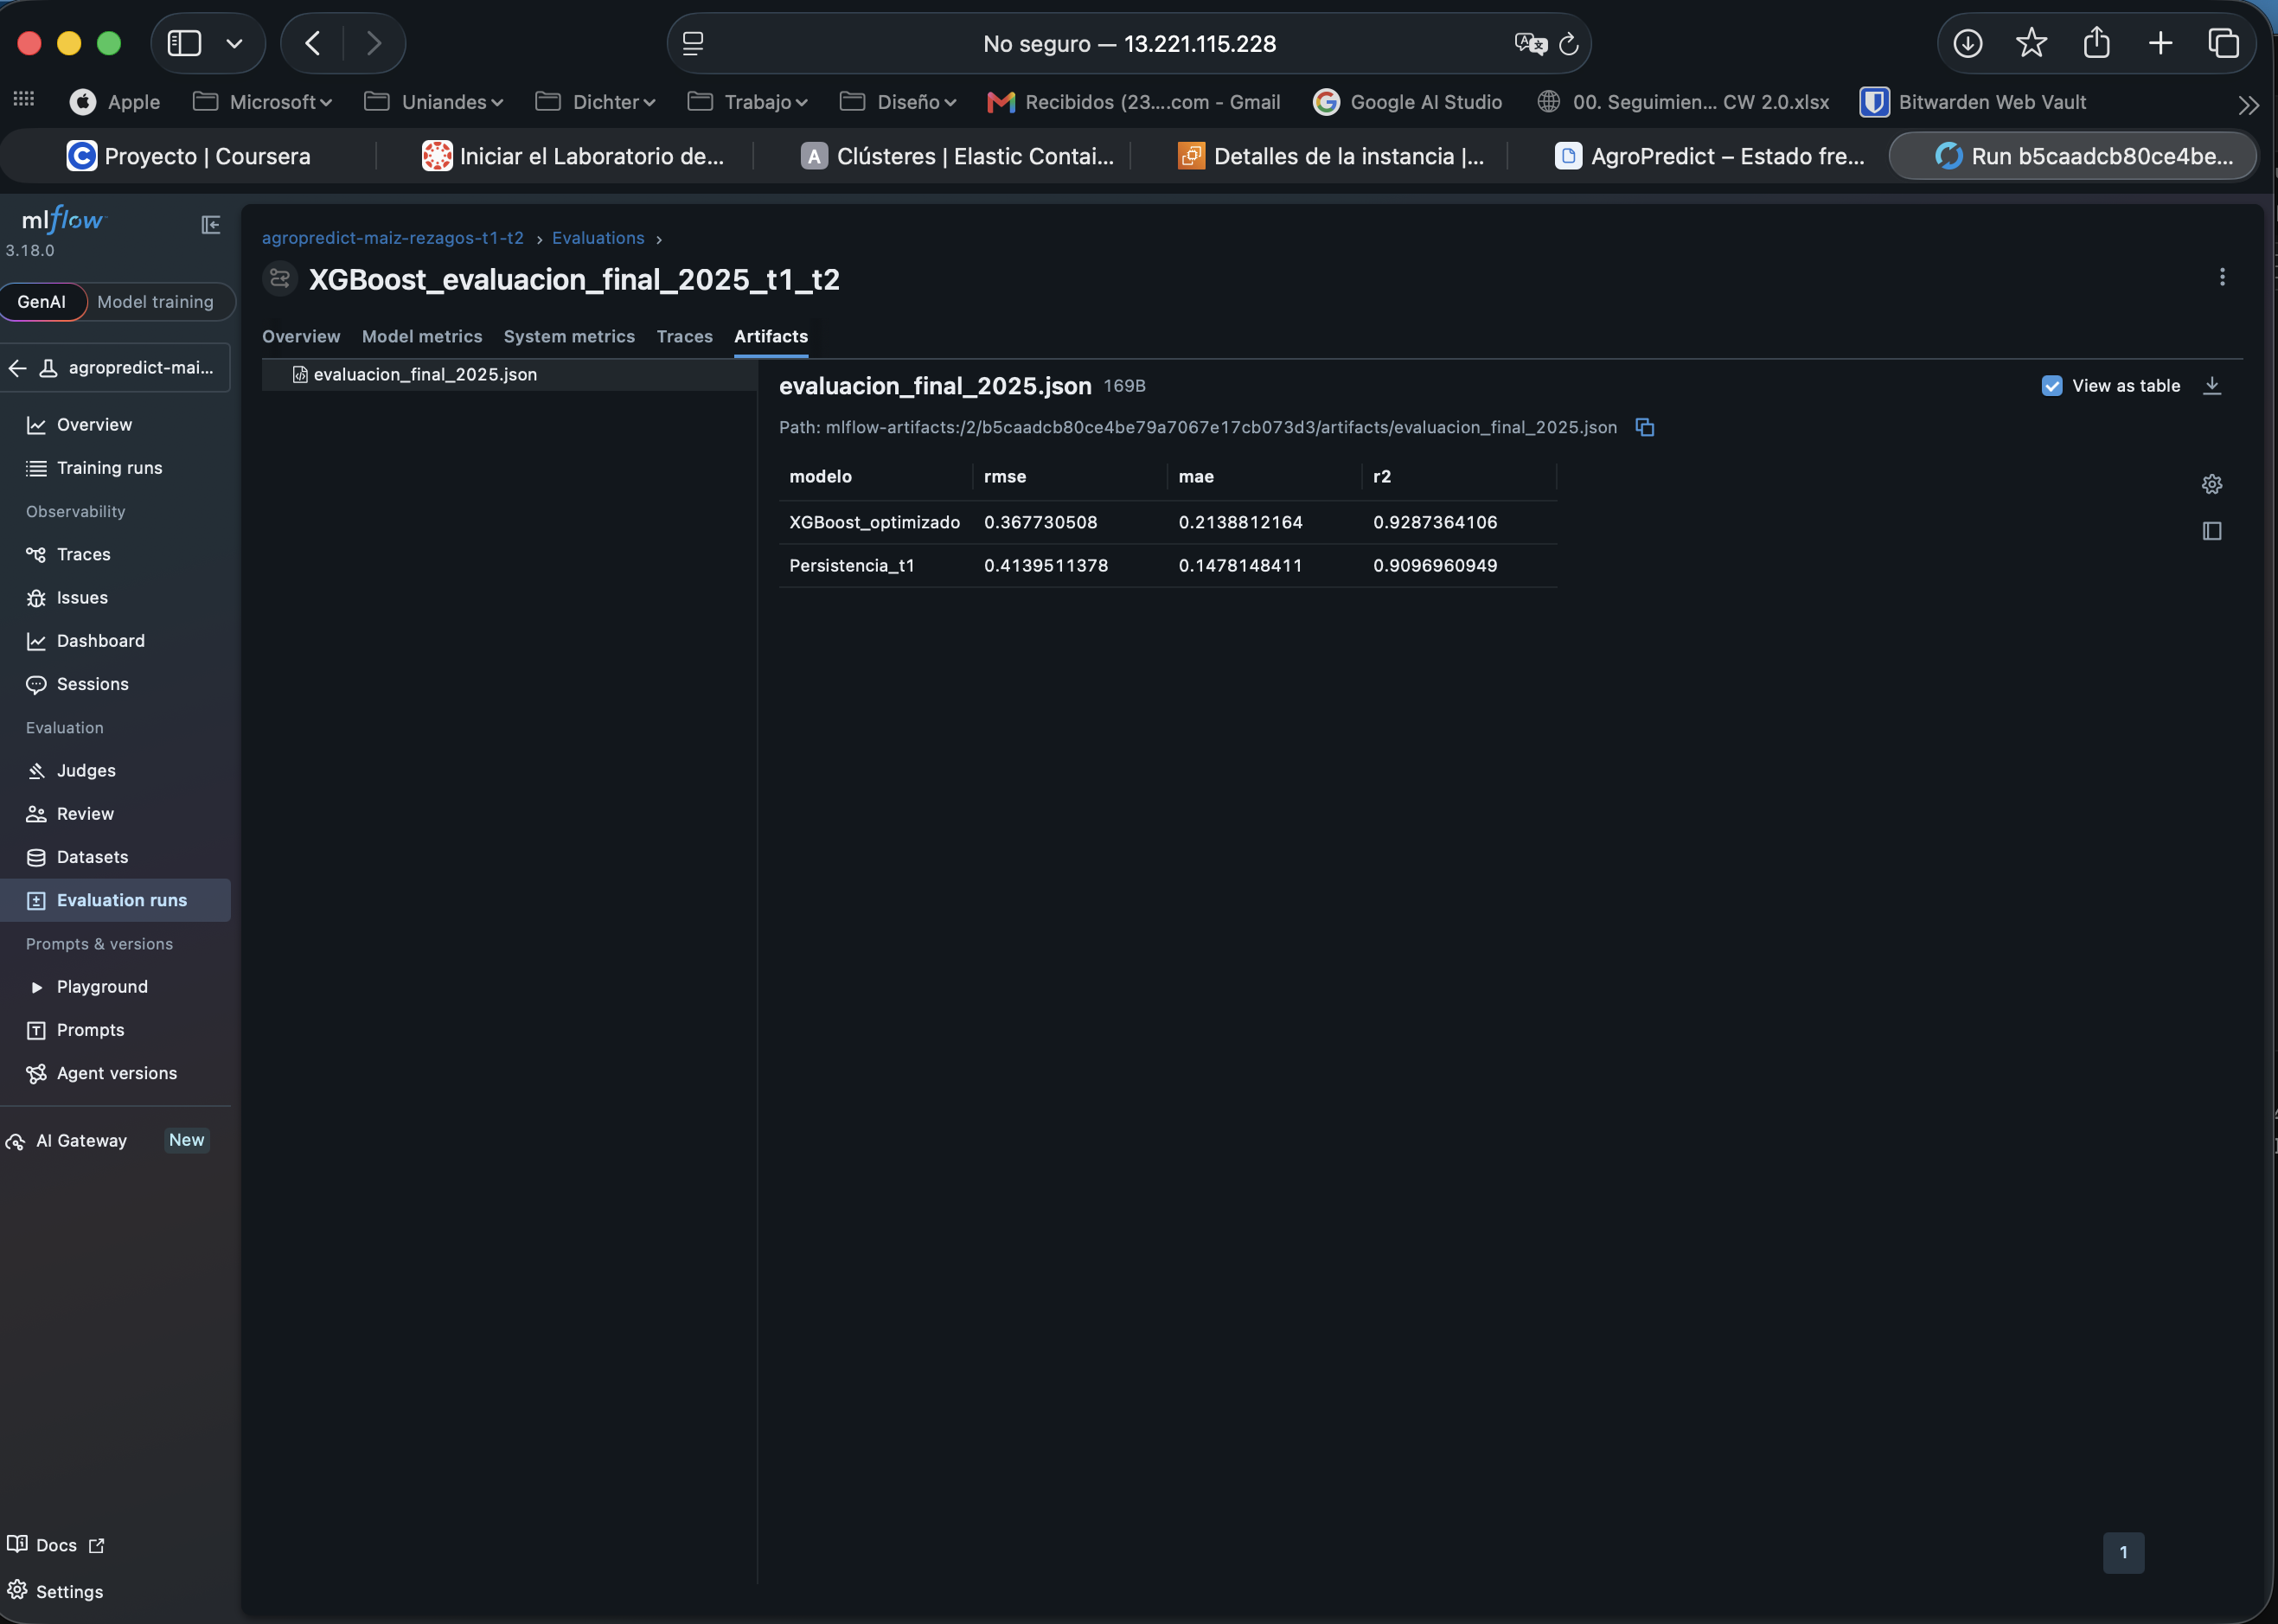 No seguro — 13.221.115.228
Apple Microsoft Uniandes Dichter Trabajo Diseño Recibidos (23....com - Gmail Google AI Studio 00. Seguimien... CW 2.0.xlsx Bitwarden Web Vault
Proyecto | Coursera Iniciar el Laboratorio de... A Clústeres | Elastic Contai... Detalles de la instancia |... AgroPredict – Estado fre... Run b5caadcb80ce4be...
mlflow
3.18.0
GenAI Model training
agropredict-mai...
Overview
Training runs
Observability
Traces
Issues
Dashboard
Sessions
Evaluation
Judges
Review
Datasets
Evaluation runs
Prompts & versions
Playground
Prompts
Agent versions
AI Gateway New
Docs
Settings
agropredict-maiz-rezagos-t1-t2 › Evaluations ›
XGBoost_evaluacion_final_2025_t1_t2
Overview Model metrics System metrics Traces Artifacts
evaluacion_final_2025.json
evaluacion_final_2025.json 169B
View as table
Path: mlflow-artifacts:/2/b5caadcb80ce4be79a7067e17cb073d3/artifacts/evaluacion_final_2025.json
modelo rmse mae r2
XGBoost_optimizado 0.367730508 0.2138812164 0.9287364106
Persistencia_t1 0.4139511378 0.1478148411 0.9096960949
1